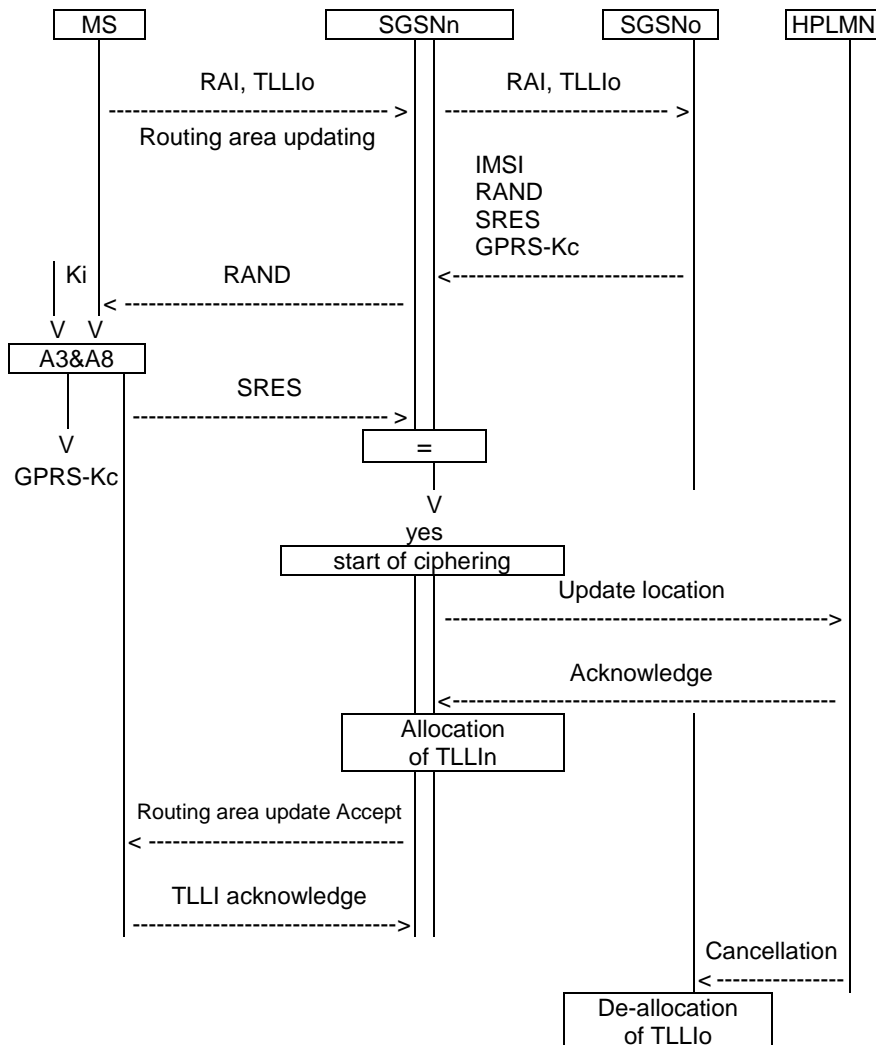 MS SGSNn SGSNo HPLMN
RAI, TLLIo RAI, TLLIo
--------------------------------> ------------------------------->
Routing area updating
IMSI
RAND
SRES
GPRS-Kc
Ki RAND <-------------------------------
<--------------------------------
V V
A3&A8
SRES
-------------------------------->
V =
GPRS-Kc
V
yes
start of ciphering
Update location
-------------------------------------------------->
Acknowledge
<--------------------------------------------------
Allocation
of TLLIn
Routing area update Accept
<--------------------------------
TLLI acknowledge
-------------------------------->
Cancellation
<----------------
De-allocation
of TLLIo